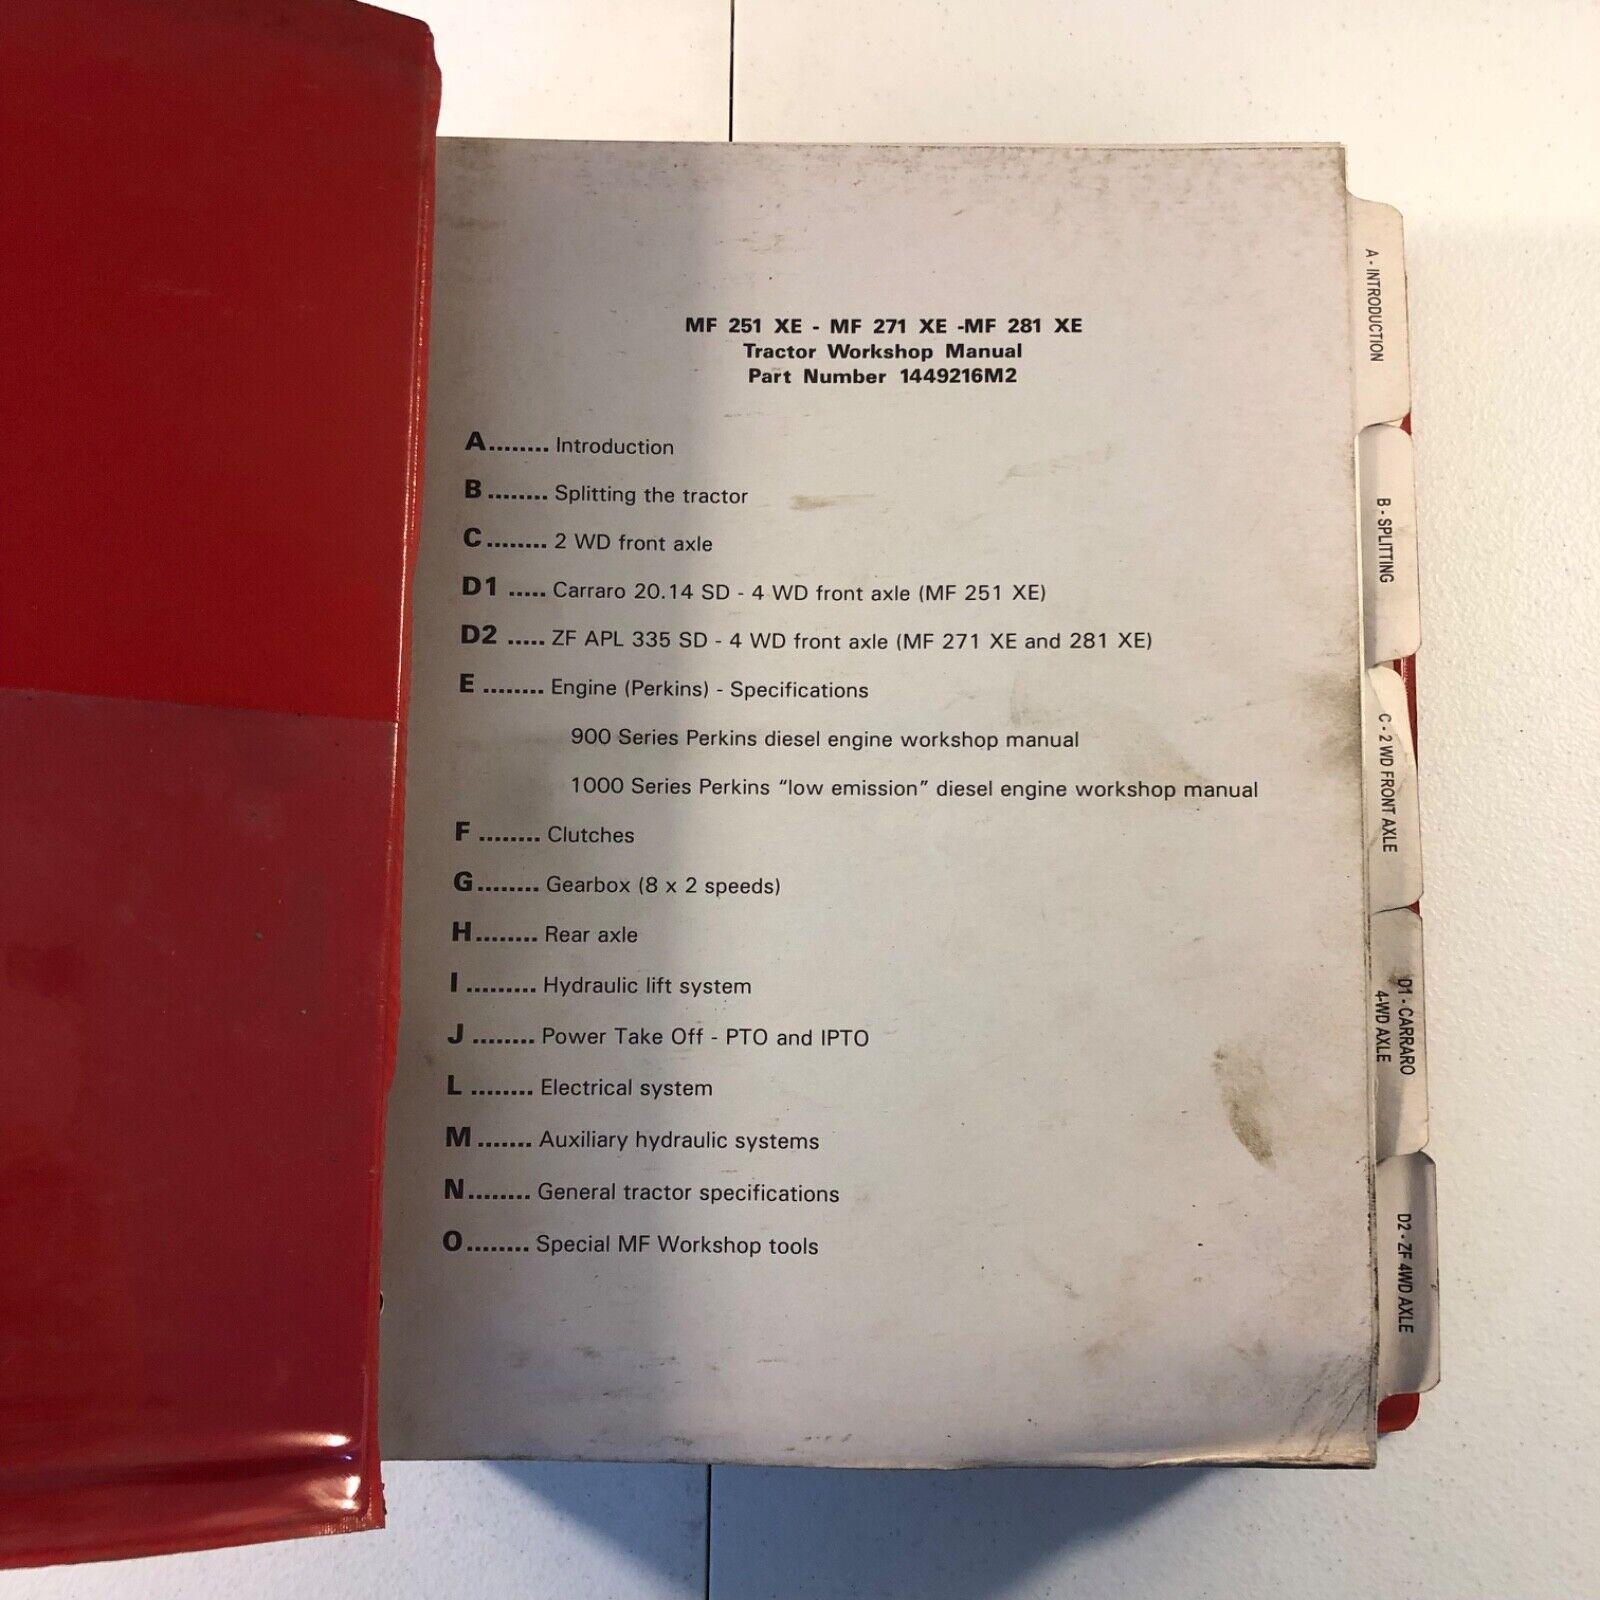 MF 251 XE - MF 271 XE -MF 281 XE
Tractor Workshop Manual
Part Number 1449216M2
A........ Introduction
B........ Splitting the tractor
C........ 2 WD front axle
D1 ..... Carraro 20.14 SD - 4 WD front axle (MF 251 XE)
D2 ..... ZF APL 335 SD - 4 WD front axle (MF 271 XE and 281 XE)
E ........ Engine (Perkins) - Specifications
900 Series Perkins diesel engine workshop manual
1000 Series Perkins “low emission” diesel engine workshop manual
F ........ Clutches
G........ Gearbox (8 x 2 speeds)
H........ Rear axle
I ......... Hydraulic lift system
J ........ Power Take Off - PTO and IPTO
L ........ Electrical system
M ....... Auxiliary hydraulic systems
N........ General tractor specifications
O........ Special MF Workshop tools
A - INTRODUCTION
B - SPLITTING
C - 2 WD FRONT AXLE
D1 - CARRARO
4-WD AXLE
D2 - ZF 4WD AXLE